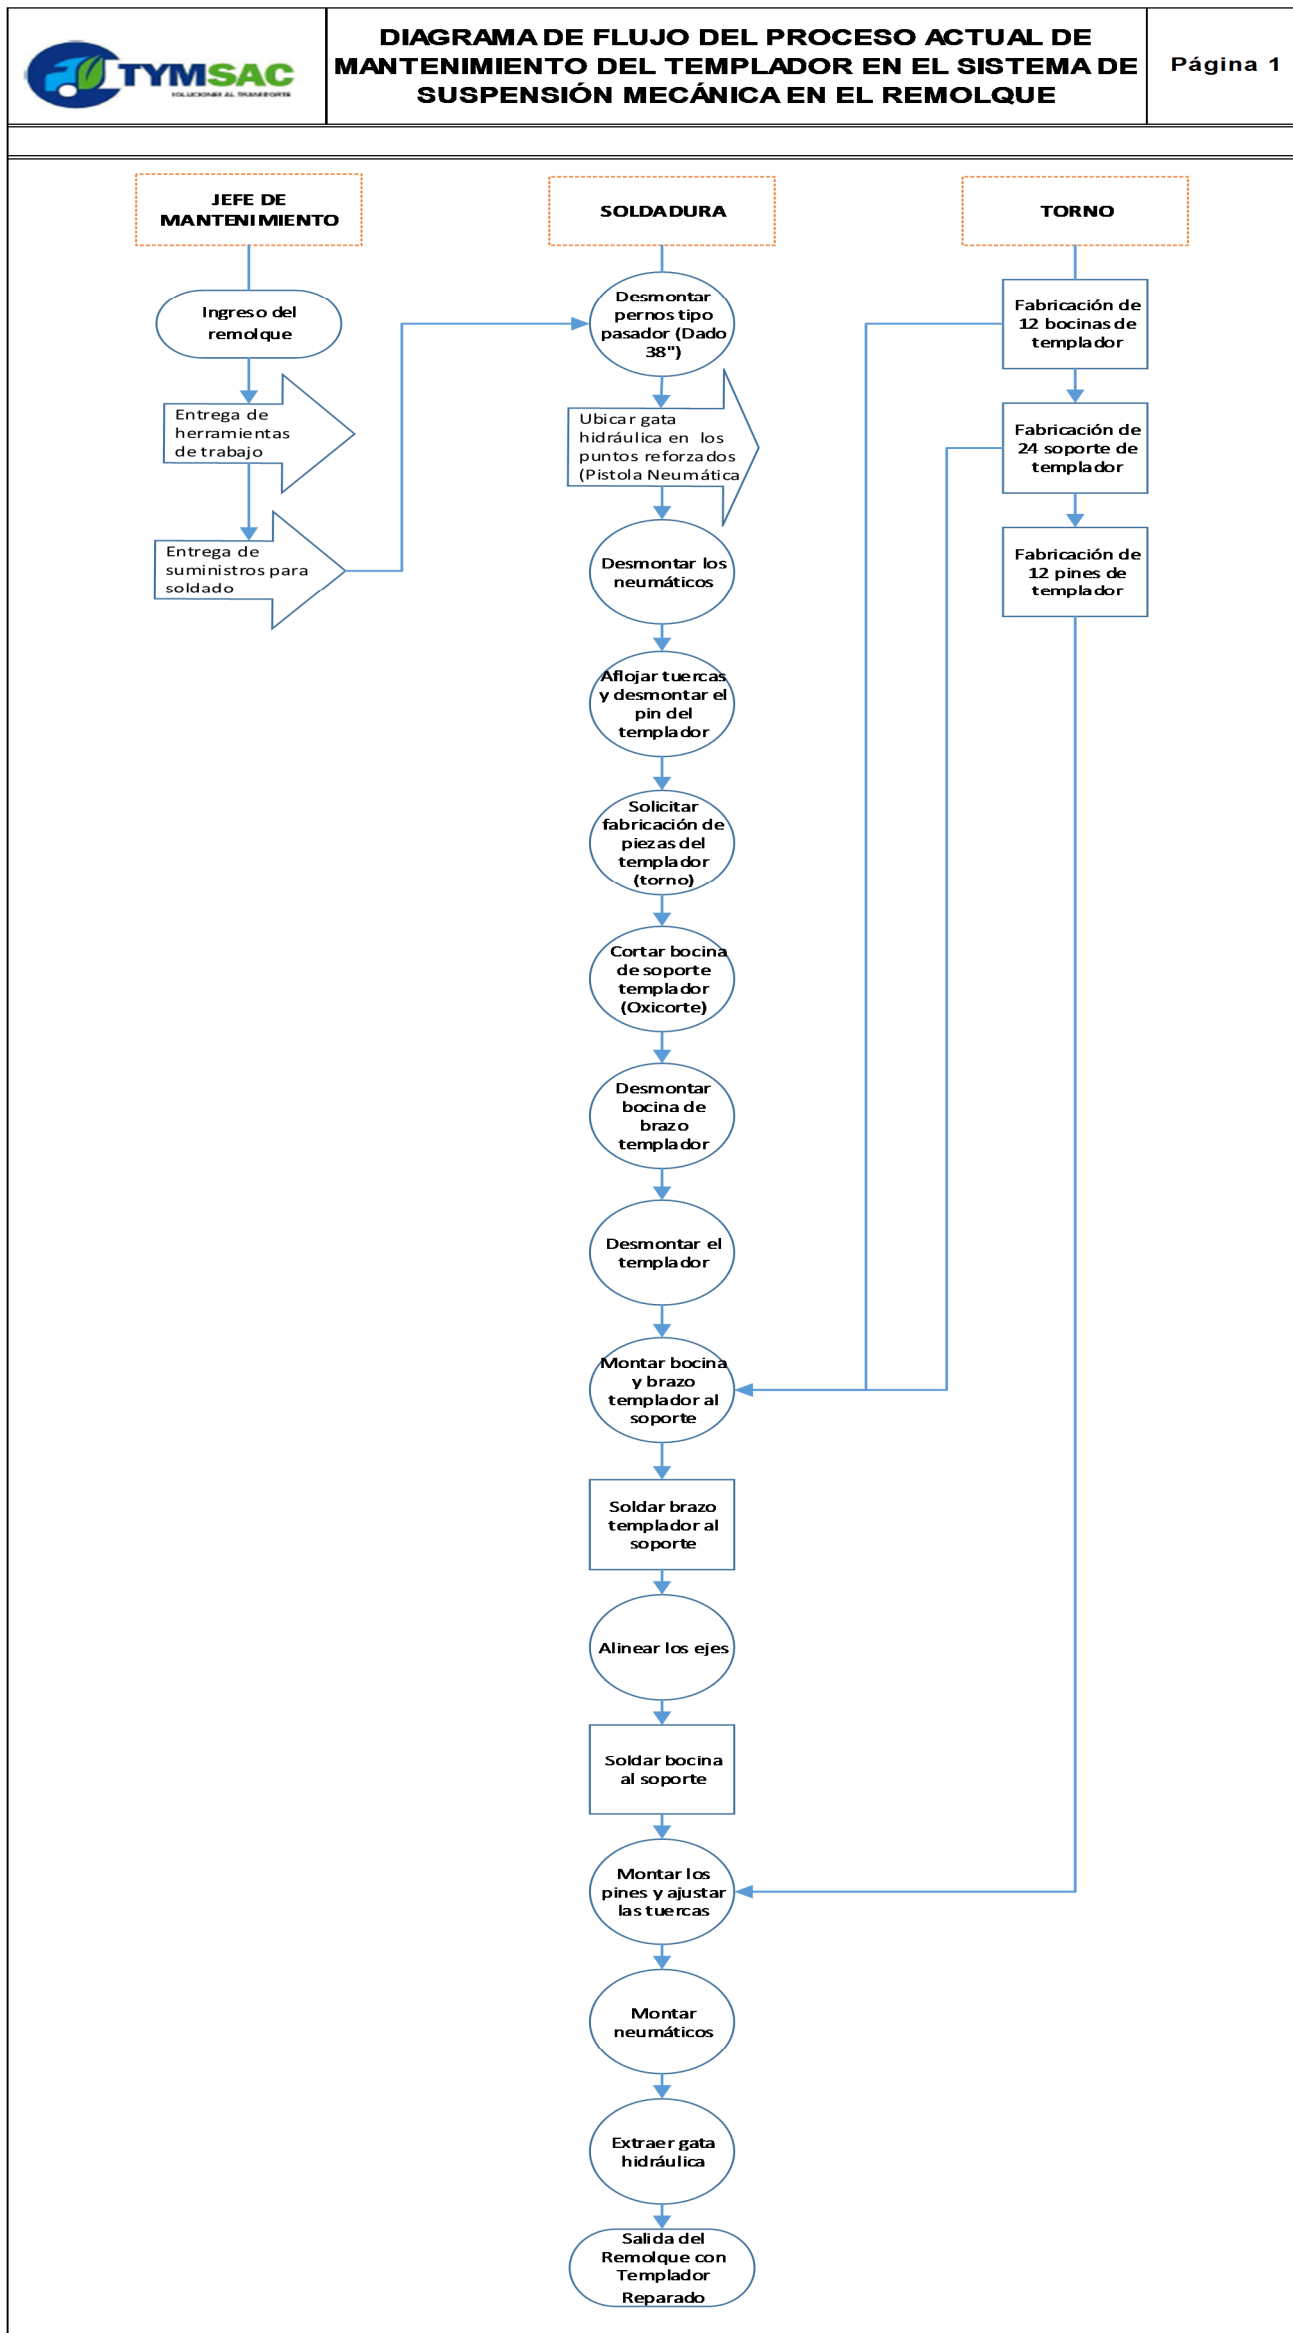 TYMSAC
SOLUCIONES AL TRANSPORTE
DIAGRAMA DE FLUJO DEL PROCESO ACTUAL DE
MANTENIMIENTO DEL TEMPLADOR EN EL SISTEMA DE
SUSPENSIÓN MECÁNICA EN EL REMOLQUE
Página 1
JEFE DE
MANTENIMIENTO
Ingreso del
remolque
Entrega de
herramientas
de trabajo
Entrega de
suministros para
soldado
SOLDADURA
Desmontar
pernos tipo
pasador (Dado
38")
Ubicar gata
hidráulica en los
puntos reforzados
(Pistola Neumática
Desmontar los
neumáticos
Aflojar tuercas
y desmontar el
pin del
templador
Solicitar
fabricación de
piezas del
templador
(torno)
Cortar bocina
de soporte
templador
(Oxicorte)
Desmontar
bocina de
brazo
templador
Desmontar el
templador
Montar bocina
y brazo
templador al
soporte
Soldar brazo
templador al
soporte
Alinear los ejes
Soldar bocina
al soporte
Montar los
pines y ajustar
las tuercas
Montar
neumáticos
Extraer gata
hidráulica
Salida del
Remolque con
Templador
Reparado
TORNO
Fabricación de
12 bocinas de
templador
Fabricación de
24 soporte de
templador
Fabricación de
12 pines de
templador